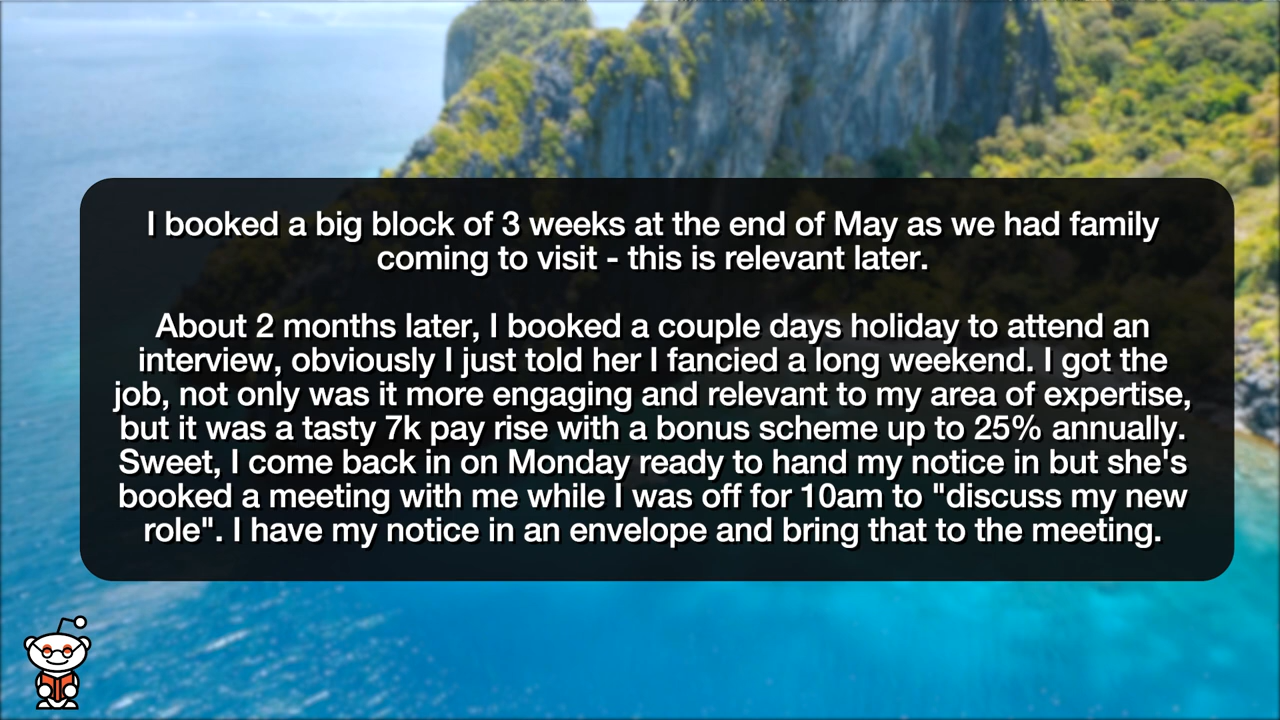 I booked a big block of 3 weeks at the end of May as we had family
coming to visit - this is relevant later.
About 2 months later, I booked a couple days holiday to attend an
interview, obviously I just told her I fancied a long weekend. I got the
job, not only was it more engaging and relevant to my area of expertise,
but it was a tasty 7k pay rise with a bonus scheme up to 25% annually.
Sweet, I come back in on Monday ready to hand my notice in but she's
booked a meeting with me while I was off for 10am to "discuss my new
role". I have my notice in an envelope and bring that to the meeting.